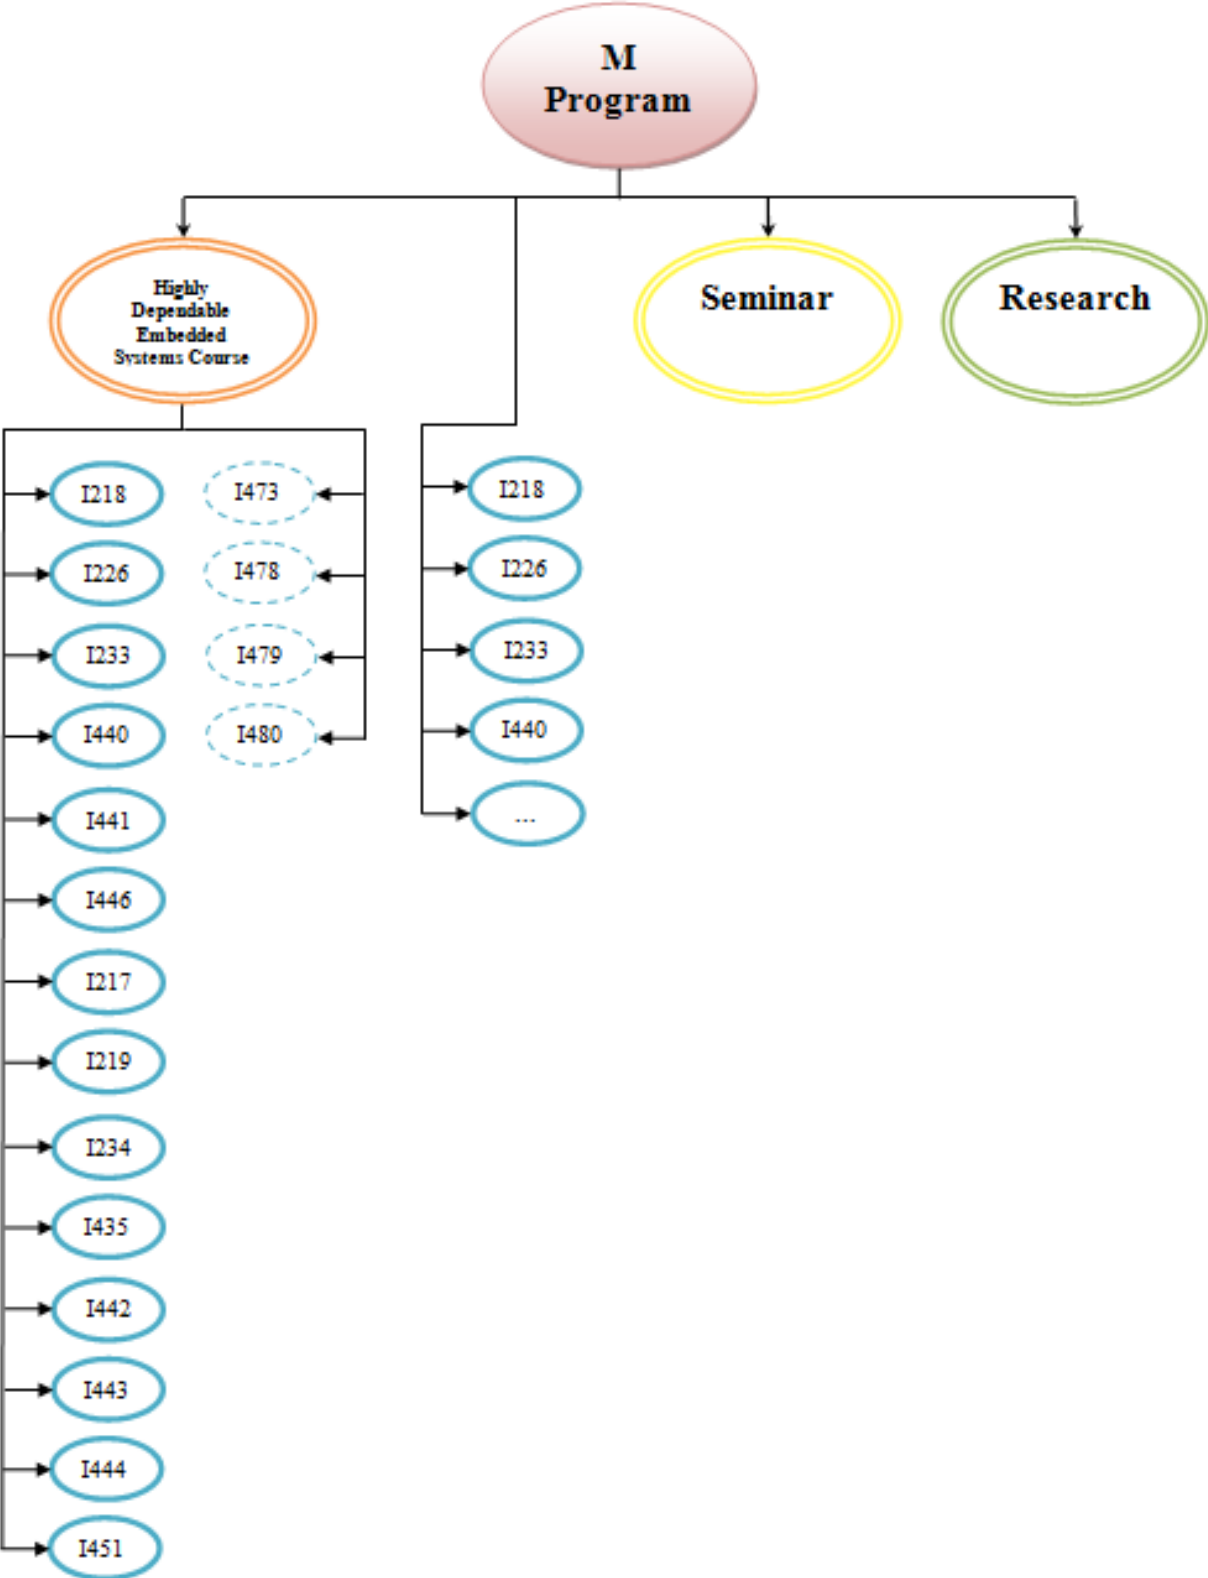 M
Program
Highly
Dependable
Embedded
Systems Course
Seminar
Research
I218
I226
I233
I440
I441
I446
I217
I219
I234
I435
I442
I443
I444
I451
I473
I478
I479
I480
I218
I226
I233
I440
...